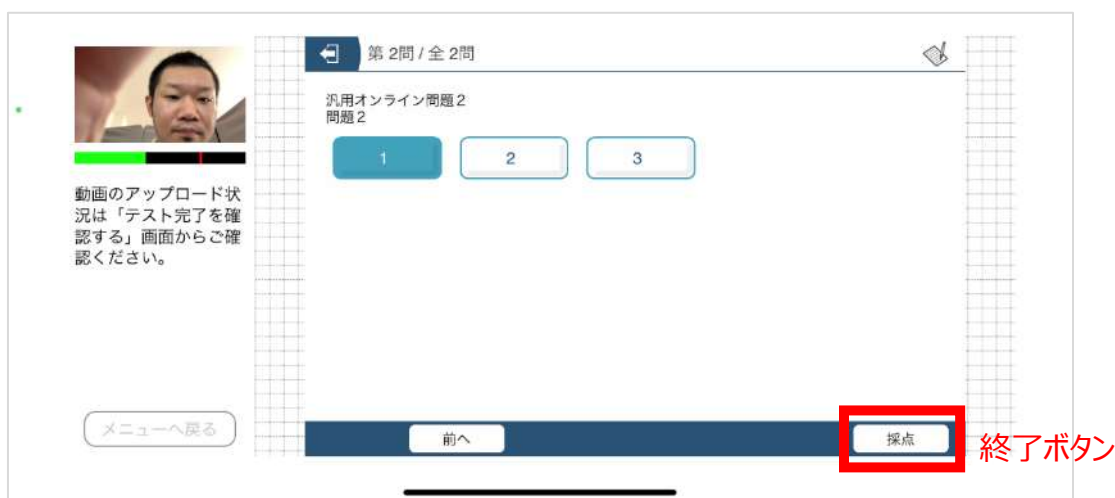 第 2問 / 全 2問
汎用オンライン問題２
問題２
1 2 3
動画のアップロード状
況は「テスト完了を確
認する」画面からご確
認ください。
メニューへ戻る
前へ
採点
終了ボタン